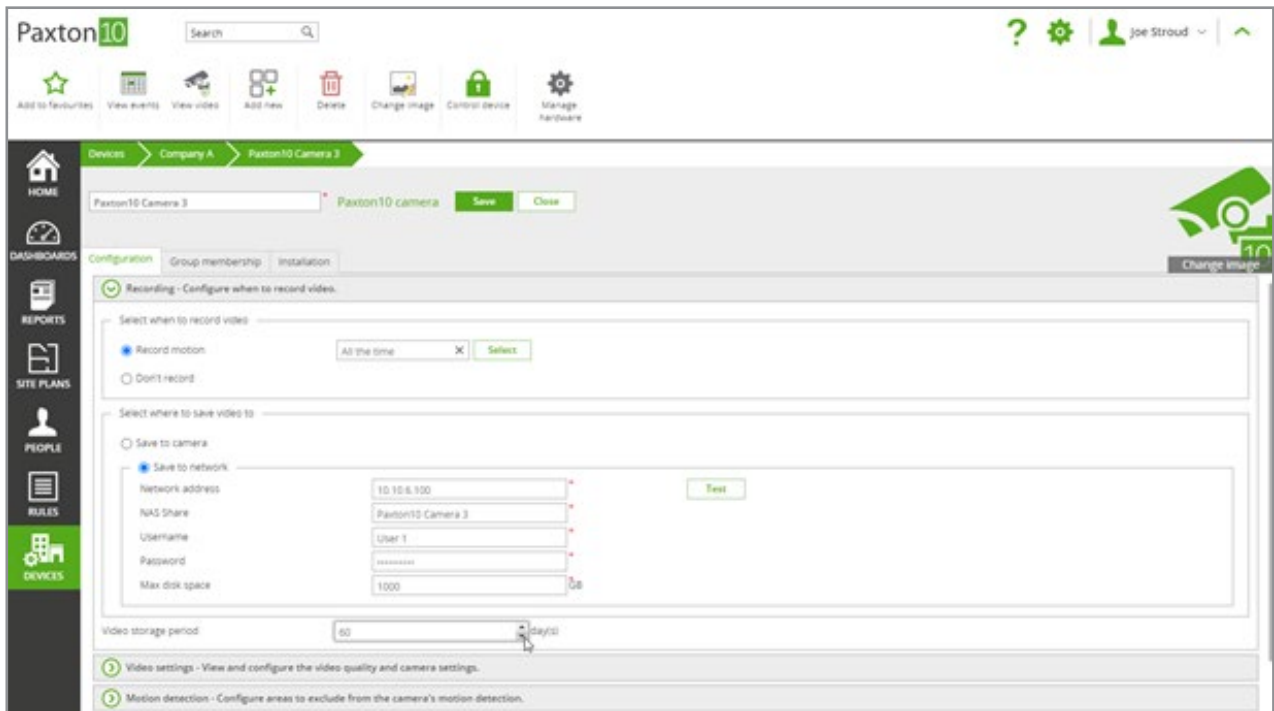 Paxton10
Search
Joe Stroud
Add to favourites
View events
View video
Add new
Delete
Change image
Control device
Manage hardware
Devices
Company A
Paxton10 Camera 3
HOME
DASHBOARDS
REPORTS
SITE PLANS
PEOPLE
RULES
DEVICES
Paxton10 Camera 3 *
Paxton10 camera
Save
Close
10
Change image
Configuration
Group membership
Installation
Recording - Configure when to record video.
Select when to record video
Record motion
All the time
Select
Don't record
Select where to save video to
Save to camera
Save to network
Network address 10.10.6.100 *
Test
NAS Share Paxton10 Camera 3 *
Username User 1 *
Password ********** *
Max disk space 1000 * GB
Video storage period 60 day(s)
Video settings - View and configure the video quality and camera settings.
Motion detection - Configure areas to exclude from the camera's motion detection.